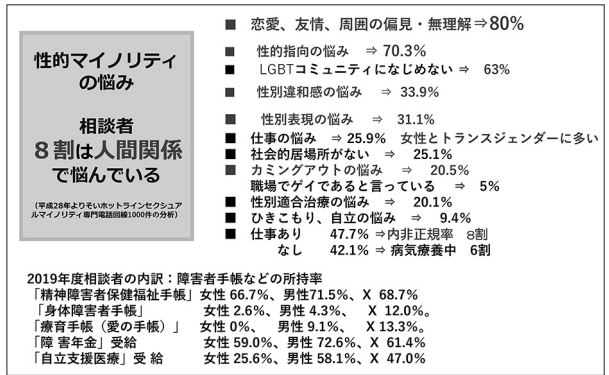 性的マイノリティ
の悩み
相談者
８割は人間関係
で悩んでいる
（平成28年よりそいホットラインセクシュア
ルマイノリティ専門電話回線1000件の分析）
■ 恋愛、友情、周囲の偏見・無理解⇒80%
■ 性的指向の悩み ⇒ 70.3%
■ LGBTコミュニティになじめない ⇒ 63%
■ 性別違和感の悩み ⇒ 33.9%
■ 性別表現の悩み ⇒ 31.1%
■ 仕事の悩み ⇒ 25.9% 女性とトランスジェンダーに多い
■ 社会的居場所がない ⇒ 25.1%
■ カミングアウトの悩み ⇒ 20.5%
職場でゲイであると言っている ⇒ 5%
■ 性別適合治療の悩み ⇒ 20.1%
■ ひきこもり、自立の悩み ⇒ 9.4%
■ 仕事あり 47.7% ⇒内非正規率 8割
なし 42.1% ⇒ 病気療養中 6割
2019年度相談者の内訳：障害者手帳などの所持率
「精神障害者保健福祉手帳」女性 66.7%、男性71.5%、X 68.7%
「身体障害者手帳」 女性 2.6%、男性 4.3%、 X 12.0%。
「療育手帳（愛の手帳）」 女性 0%、 男性 9.1%、 X 13.3%。
「障 害年金」受給 女性 59.0%、男性 72.6%、X 61.4%
「自立支援医療」受 給 女性 25.6%、男性 58.1%、X 47.0%